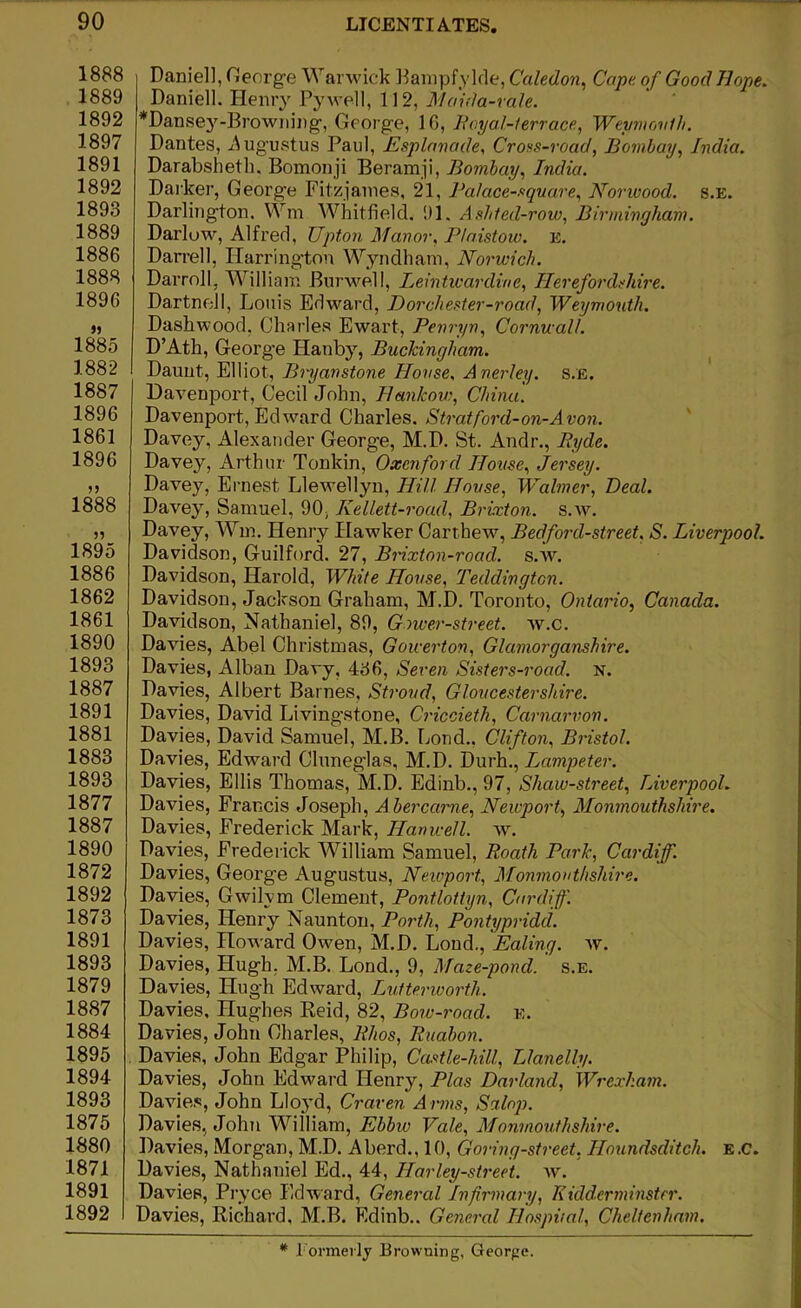 90 LICENTIATES.
1888 Daniell, George Warwick Bampfylde, Caledon, Cape of Good Hope.
1889 Daniell. Henry Pywell, 112, Maida-vale.
1892 *Dansey-Browning, George, 16, Royal-terrace, Weymouth.
1897 Dantes, Augustus Paul, Esplanade, Cross-road, Bombay, India.
1891 Darabsheth. Bomonji Beramji, Bombay, India.
1892 Darker, George Fitzjames, 21, Palace-square, Norwood. S.E.
1893 Darlington. Wm Whitfield. 91. Ashted-row, Birmingham.
1889 Darlow, Alfred, Upton Manor, Plaistow. E.
1886 Darrell, Harrington Wyndham, Norwich.
1888 Darroll, William Burwell, Leintwardine, Herefordshire.
1896 Dartnell, Louis Edward, Dorchester-road, Weymouth.
„ Dashwood, Charles Ewart, Penryn, Cornwall.
1885 D'Ath, George Hanby, Buckingham.
1882 Daunt, Elliot, Bryanstone House, Anerley. S.E.
1887 Davenport, Cecil John, Hankow, China.
1896 Davenport, Edward Charles. Stratford-on-Avon.
1861 Davey, Alexander George, M.D. St. Andr., Ryde.
1896 Davey, Arthur Tonkin, Oxenford House, Jersey.
„ Davey, Ernest Llewellyn, Hill House, Walmer, Deal.
1888 Davey, Samuel, 90, Kellett-road, Brixton. S.W.
„ Davey, Wm. Henry Hawker Carthew, Bedford-street, S. Liverpool.
1895 Davidson, Guilford. 27, Brixton-road. S.W.
1886 Davidson, Harold, White House, Teddington.
1862 Davidson, Jackson Graham, M.D. Toronto, Ontario, Canada.
1861 Davidson, Nathaniel, 89, Gower-street. W.C.
1890 Davies, Abel Christmas, Gowerton, Glamorganshire.
1893 Davies, Alban Davy, 436, Seven Sisters-road. N.
1887 Davies, Albert Barnes, Stroud, Gloucestershire.
1891 Davies, David Livingstone, Criccieth, Carnarvon.
1881 Davies, David Samuel, M.B. Lond., Clifton, Bristol.
1883 Davies, Edward Cluneglas, M.D. Durh., Lampeter.
1893 Davies, Ellis Thomas, M.D. Edinb., 97, Shaw-street, Liverpool.
1877 Davies, Francis Joseph, Abercarne, Newport, Monmouthshire.
1887 Davies, Frederick Mark, Hanwell. W.
1890 Davies, Frederick William Samuel, Roath Park, Cardiff.
1872 Davies, George Augustus, Newport, Monmouthshire.
1892 Davies, Gwilym Clement, Pontlottyn, Cardiff.
1873 Davies, Henry Naunton, Porth, Pontypridd.
1891 Davies, Howard Owen, M.D. Lond., Ealing. W.
1893 Davies, Hugh, M.B. Lond., 9, Maze-pond. S.E.
1879 Davies, Hugh Edward, Lutterworth.
1887 Davies, Hughes Reid, 82, Bow-road. E.
1884 Davies, John Charles, Rhos, Ruabon.
1895 Davies, John Edgar Philip, Castle-hill, Llanelly.
1894 Davies, John Edward Henry, Plas Darland, Wrexham.
1893 Davies, John Lloyd, Craven Arms, Salop.
1875 Davies, John William, Ebbw Vale, Monmouthshire.
1880 Davies, Morgan, M.D. Aberd., 10, Goring-street, Houndsditch. E.C.
1871 Davies, Nathaniel Ed., 44, Harley-street. W.
1891 Davies, Pryce Edward, General Infirmary, Kidderminster.
1892 Davies, Richard, M.B. Edinb.. General Hospital, Cheltenham.
* Formerly Browning, George.